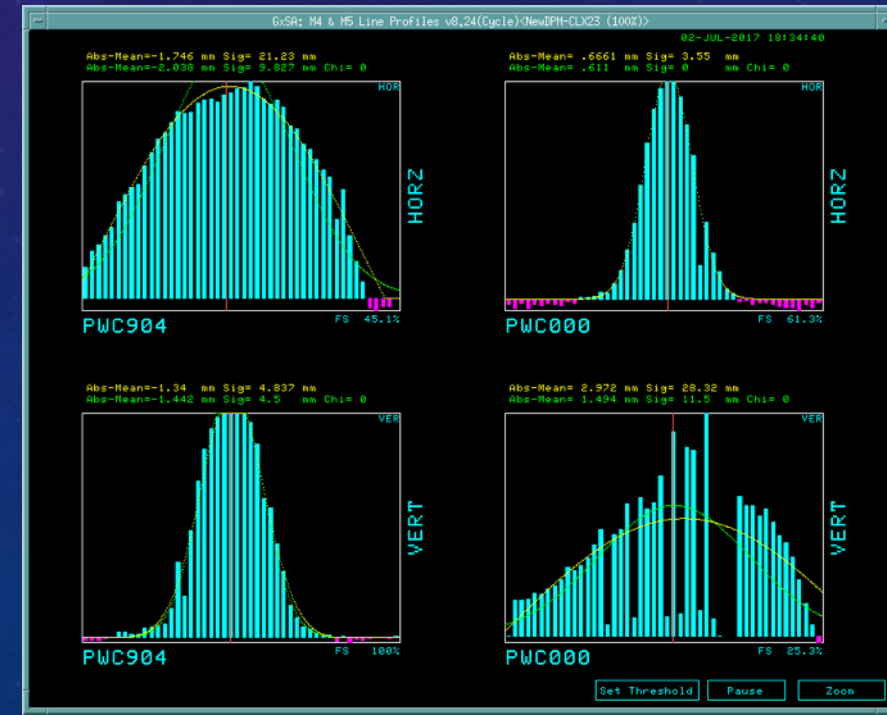 GxSA; M4 & M5 Line Profiles v8,24(Cycle)<NewDPM-CLX23 (100%)>
02-JUL-2017 18:34:40
Abs-Mean=-1.746 mm Sig= 21.23 mm
Abs-Mean=-2.038 mm Sig= 9.827 mm Chi= 0
HOR
HORZ
PWC904
FS 45.1%
Abs-Mean= .6661 mm Sig= 3.55 mm
Abs-Mean= .611 mm Sig= 0 mm Chi= 0
HOR
HORZ
PWC000
FS 61.3%
Abs-Mean=-1.34 mm Sig= 4.837 mm
Abs-Mean=-1.442 mm Sig= 4.5 mm Chi= 0
VER
VERT
PWC904
FS 100%
Abs-Mean= 2.972 mm Sig= 28.32 mm
Abs-Mean= 1.494 mm Sig= 11.5 mm Chi= 0
VER
VERT
PWC000
FS 25.3%
Set Threshold Pause Zoom